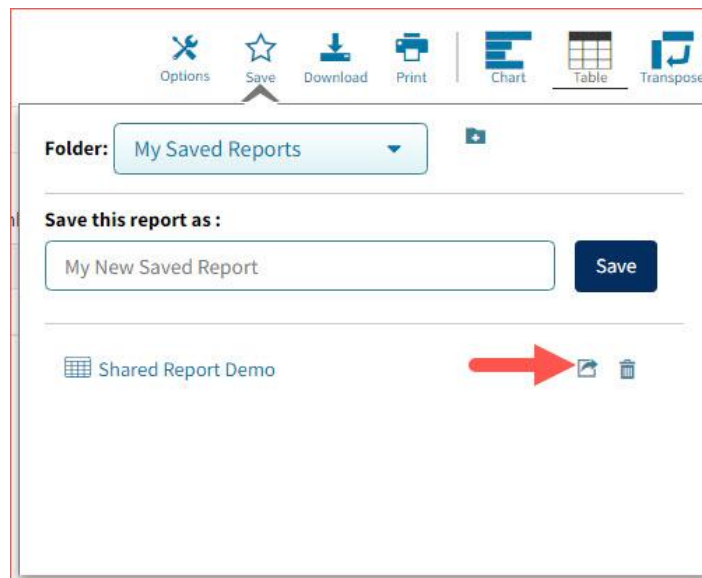 Options Save Download Print Chart Table Transpose
Folder: My Saved Reports
Save this report as :
My New Saved Report Save
Shared Report Demo